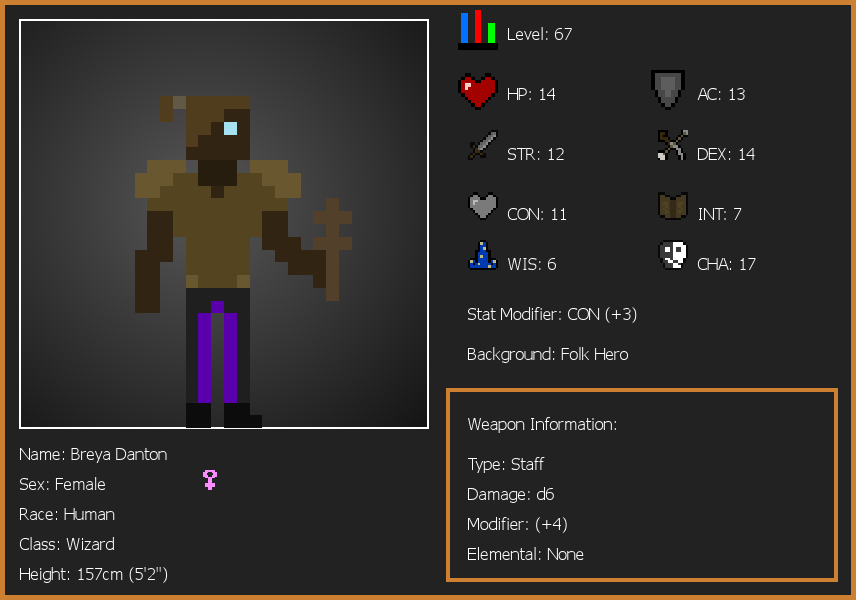 Level: 67
HP: 14
AC: 13
STR: 12
DEX: 14
CON: 11
INT: 7
WIS: 6
CHA: 17
Stat Modifier: CON (+3)
Background: Folk Hero
Weapon Information:
Type: Staff
Damage: d6
Modifier: (+4)
Elemental: None
Name: Breya Danton
Sex: Female
Race: Human
Class: Wizard
Height: 157cm (5'2")